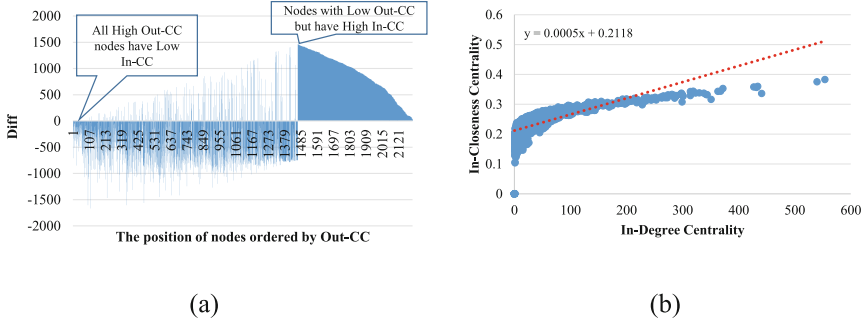 2000
1500
1000
500
0
-500
-1000
-1500
-2000
Diff
All High Out-CC
nodes have Low
In-CC
Nodes with Low Out-CC
but have High In-CC
1
107
213
319
425
531
637
743
849
955
1061
1167
1273
1379
1485
1591
1697
1803
1909
2015
2121
The position of nodes ordered by Out-CC
(a)
y = 0.0005x + 0.2118
0.6
0.5
0.4
0.3
0.2
0.1
0
In-Closeness Centrality
0 100 200 300 400 500 600
In-Degree Centrality
(b)